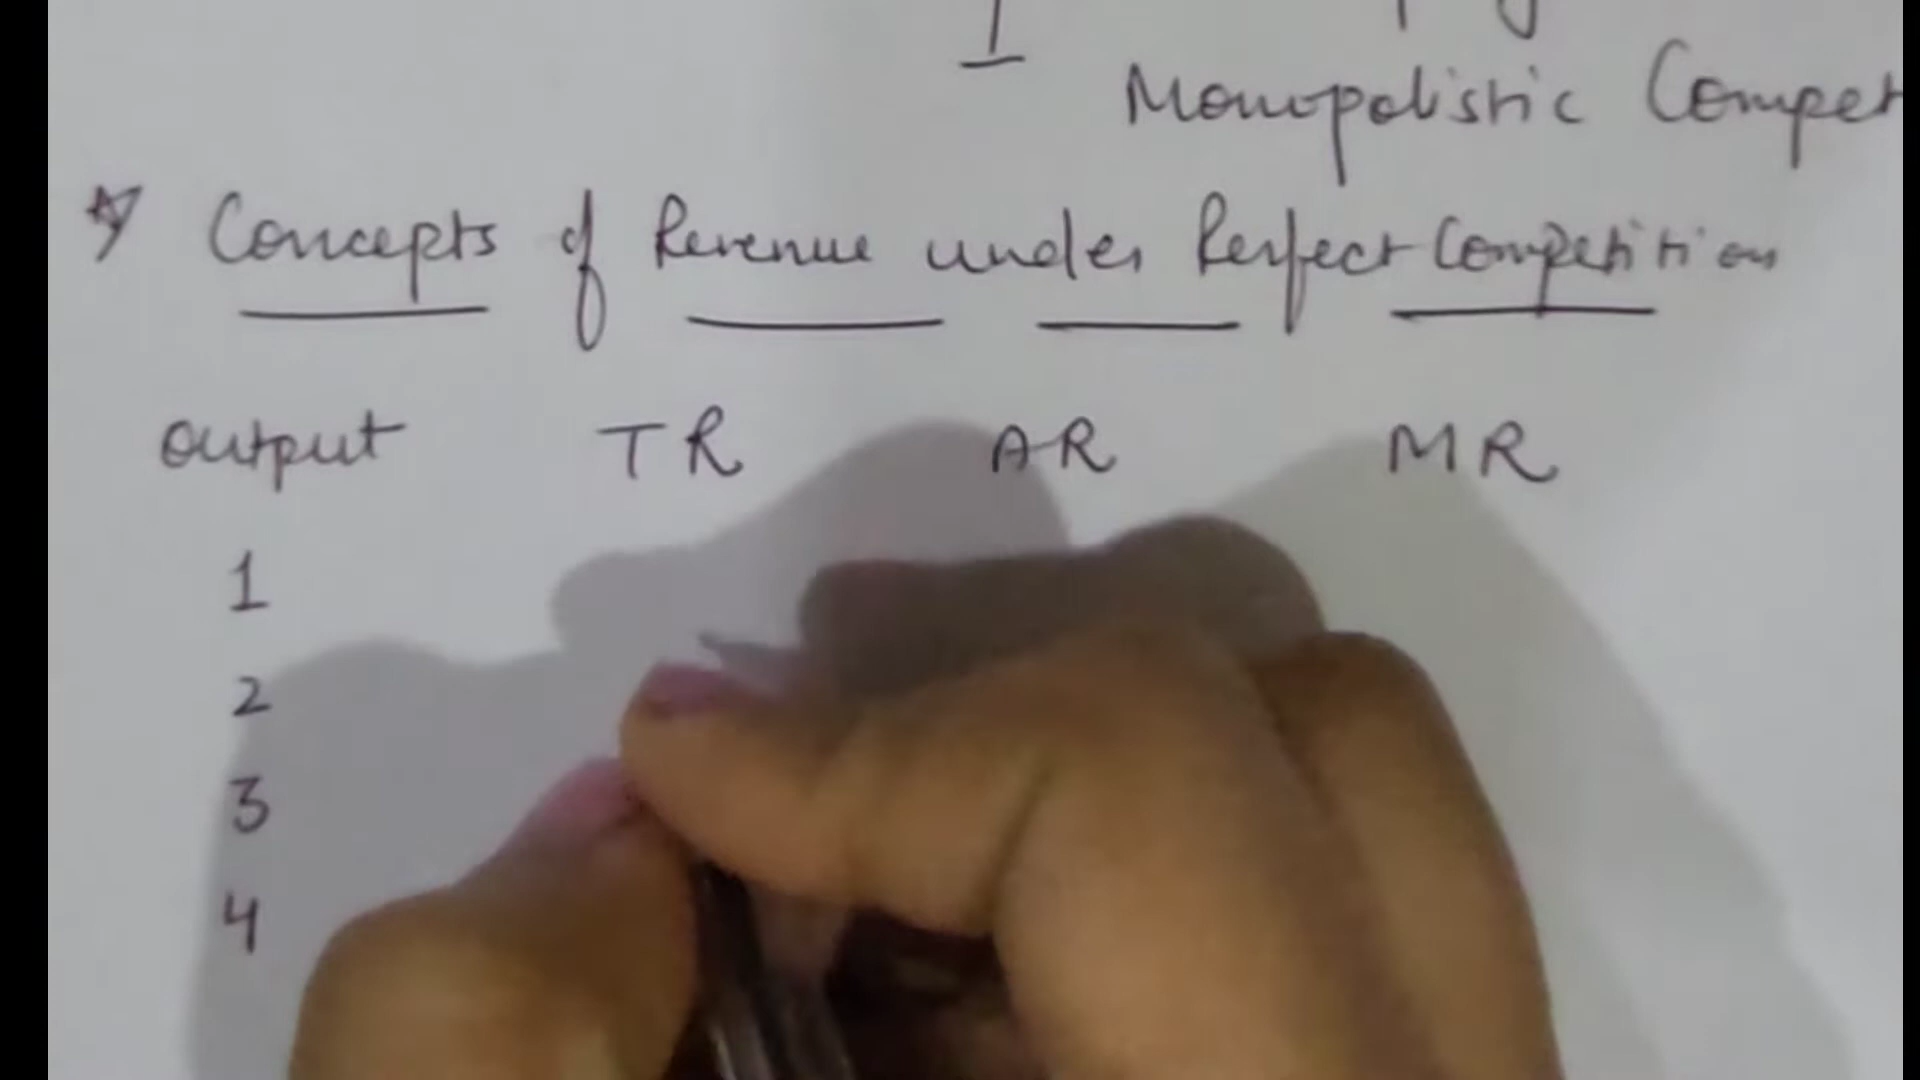 Monopolistic Compet
Concepts of Revenue under Perfect Competition
Output TR AR MR
1
2
3
4